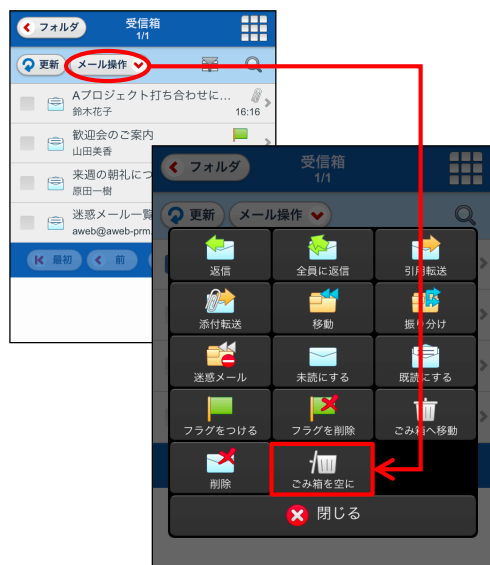 フォルダ
受信箱
1/1
更新
メール操作
Aプロジェクト打ち合わせに...
鈴木花子
16:16
歓迎会のご案内
山田美香
来週の朝礼につ
原田一樹
迷惑メール一覧
aweb@aweb-prm.
最初
前
フォルダ
受信箱
1/1
更新
メール操作
返信
全員に返信
引用転送
添付転送
移動
振り分け
迷惑メール
未読にする
既読にする
フラグをつける
フラグを削除
ごみ箱へ移動
削除
ごみ箱を空に
閉じる